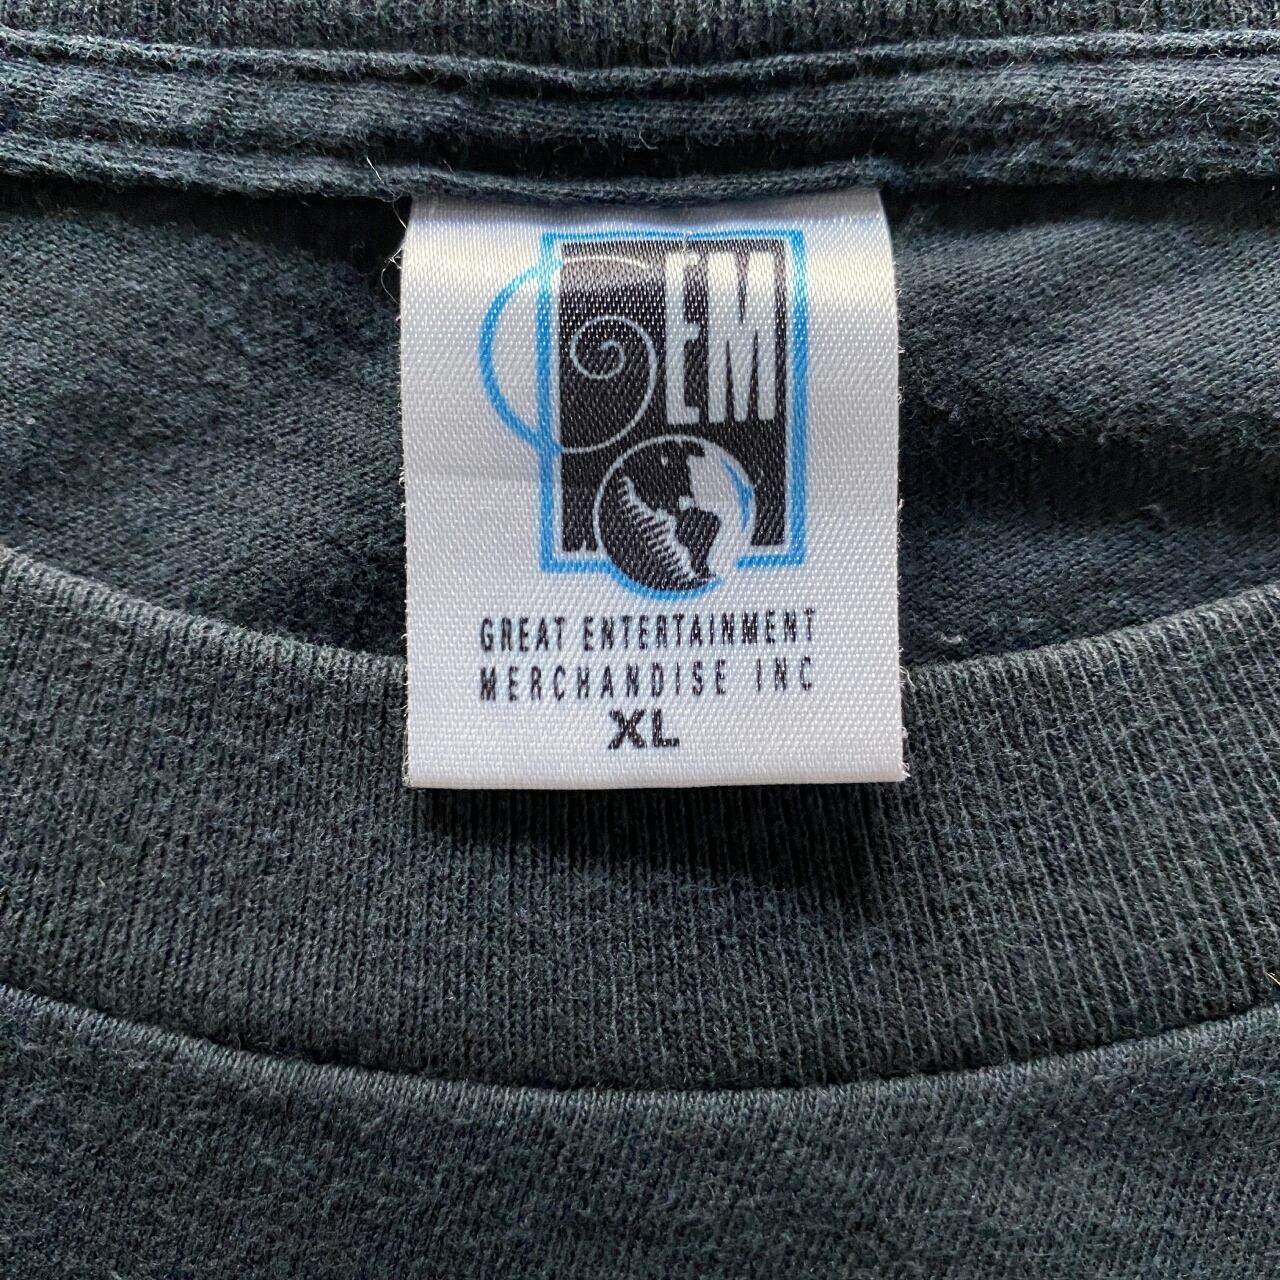 GEM
GREAT ENTERTAINMENT
MERCHANDISE INC
XL